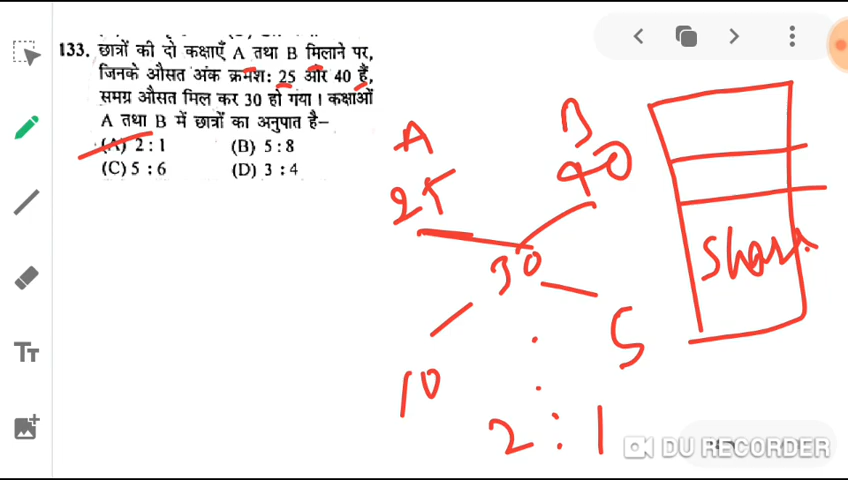 133. छात्रों की दो कक्षाएँ A तथा B मिलाने पर,
जिनके औसत अंक क्रमश: 25 और 40 हैं,
समग्र औसत मिल कर 30 हो गया। कक्षाओं
A तथा B में छात्रों का अनुपात है–
(A) 2 : 1 (B) 5 : 8
(C) 5 : 6 (D) 3 : 4
A B
25 40
30
10 5
2 : 1
Tт
DU RECORDER